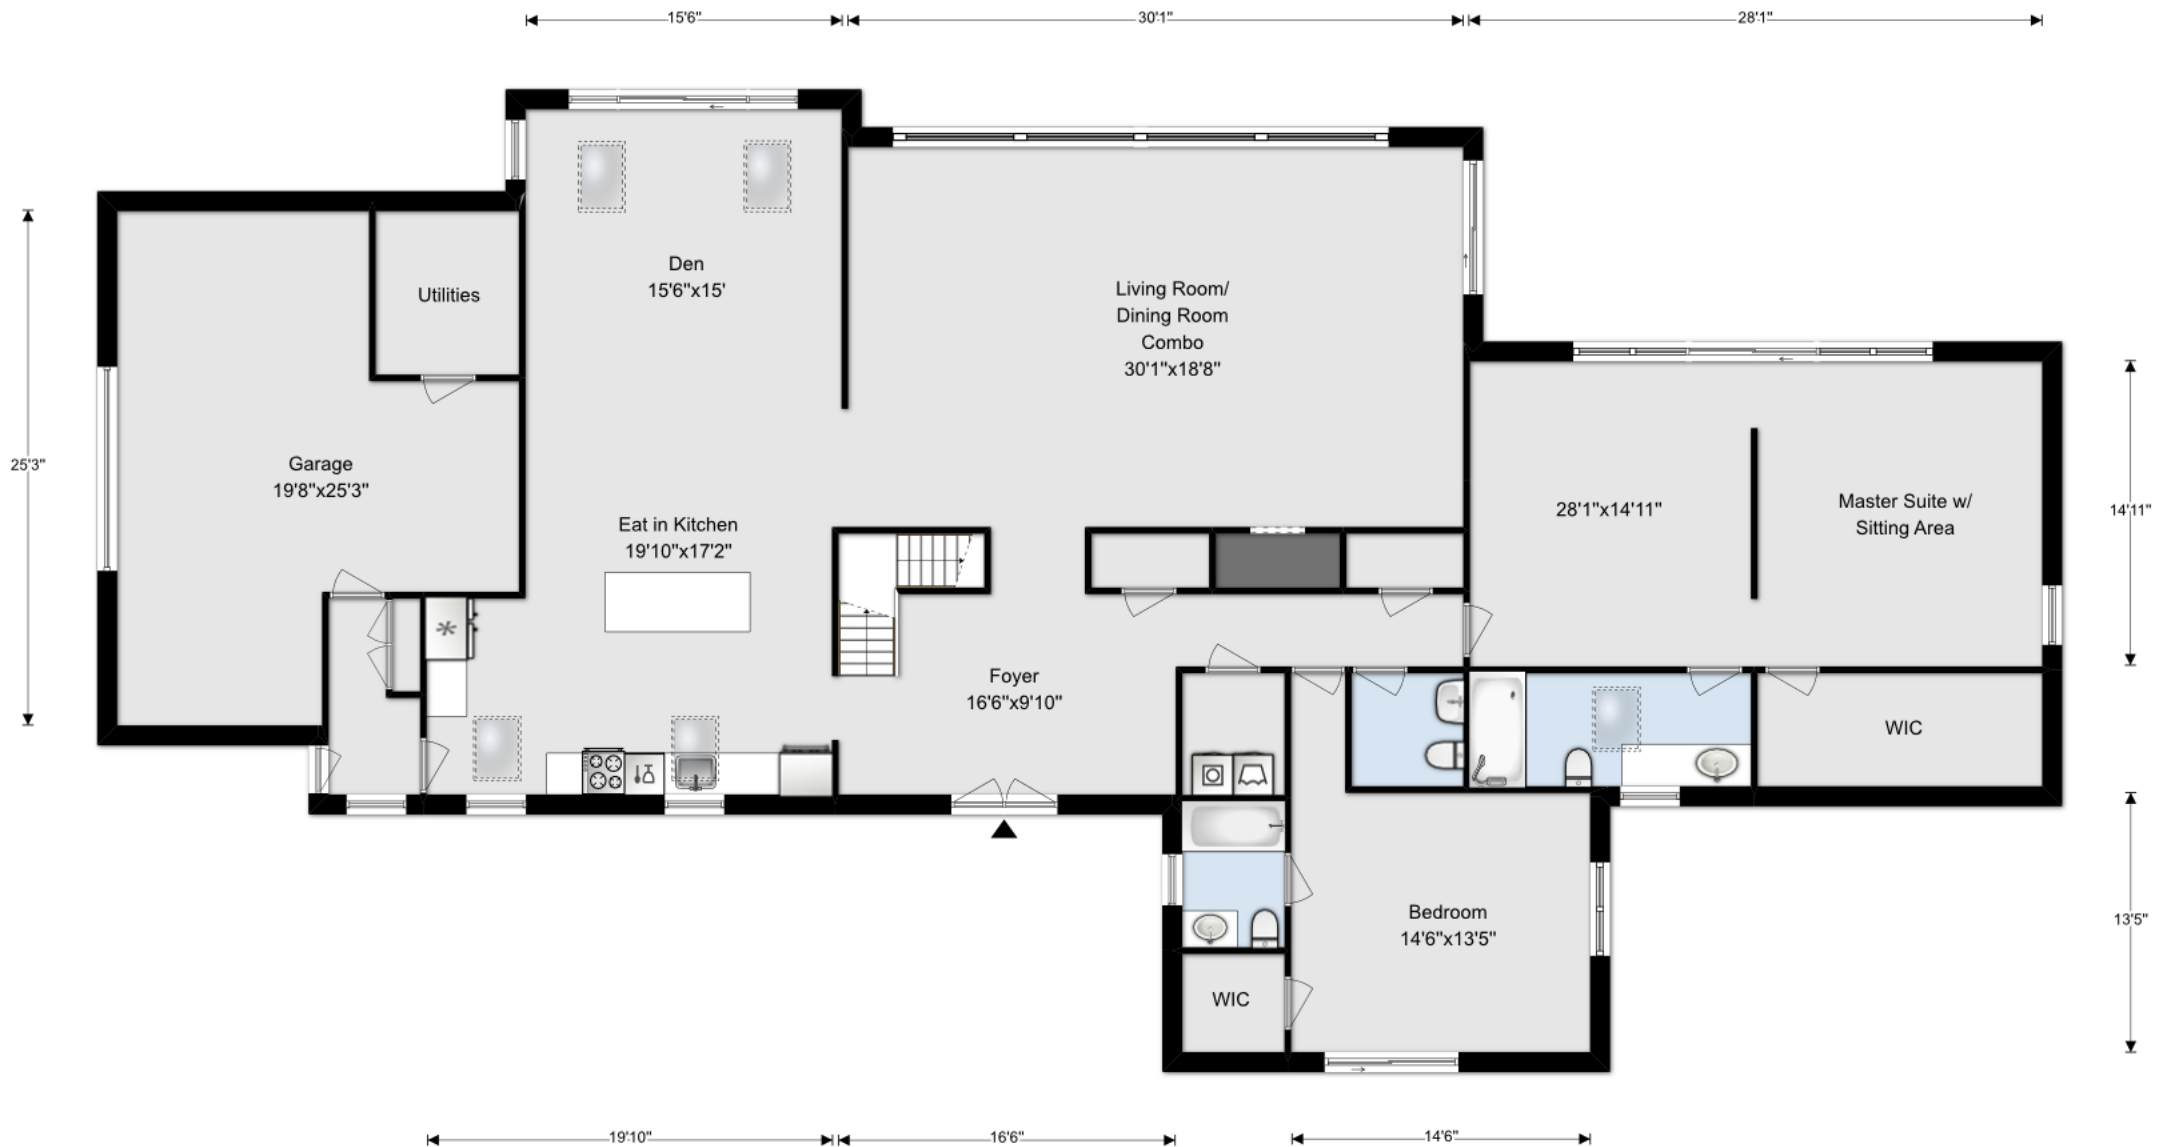 15'6"
30'1"
28'1"
Den
15'6"x15'
Utilities
Living Room/
Dining Room
Combo
30'1"x18'8"
25'3"
Garage
19'8"x25'3"
Eat in Kitchen
19'10"x17'2"
28'1"x14'11"
Master Suite w/
Sitting Area
14'11"
Foyer
16'6"x9'10"
WIC
Bedroom
14'6"x13'5"
13'5"
WIC
19'10"
16'6"
14'6"